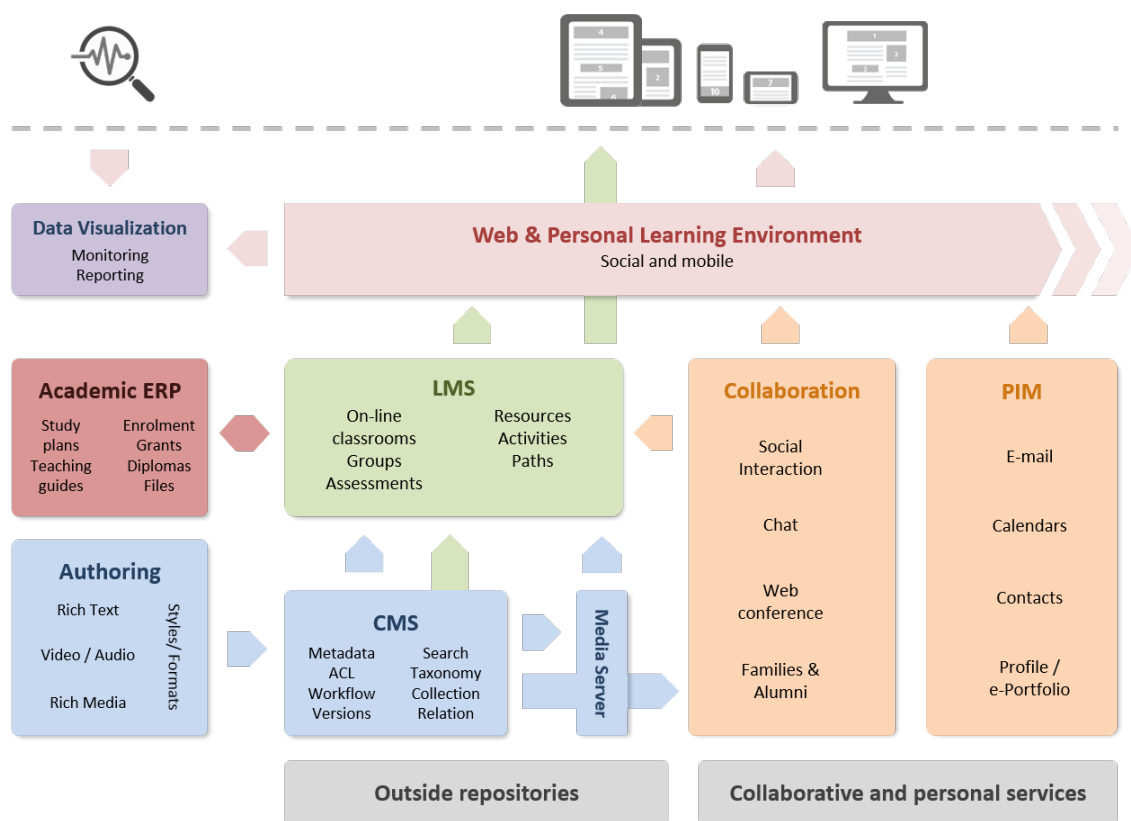 4
5
6
2
10
7
1
2
3
Data Visualization
Monitoring
Reporting
Web & Personal Learning Environment
Social and mobile
Academic ERP
Study
plans
Teaching
guides
Enrolment
Grants
Diplomas
Files
LMS
On-line
classrooms
Groups
Assessments
Resources
Activities
Paths
Collaboration
Social
Interaction
Chat
Web
conference
Families &
Alumni
PIM
E-mail
Calendars
Contacts
Profile /
e-Portfolio
Authoring
Rich Text
Video / Audio
Rich Media
Styles/ Formats
CMS
Metadata
ACL
Workflow
Versions
Search
Taxonomy
Collection
Relation
Media Server
Outside repositories
Collaborative and personal services